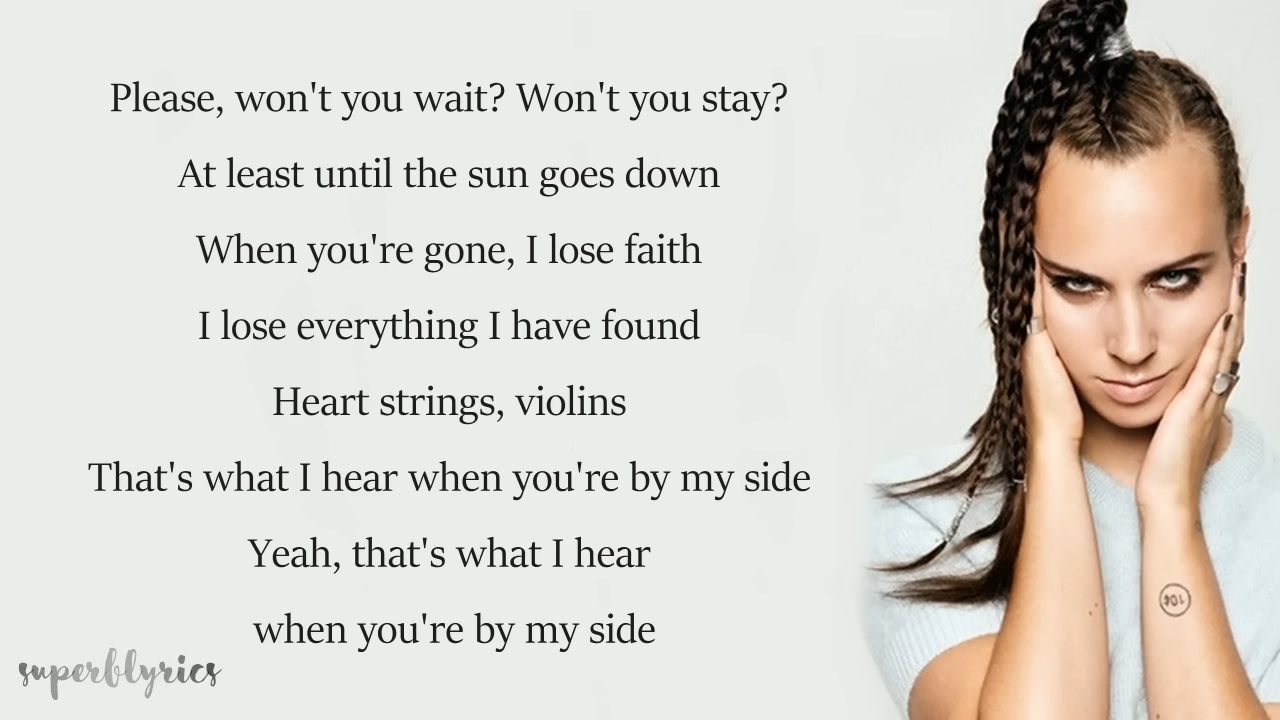 Please, won't you wait? Won't you stay?
At least until the sun goes down
When you're gone, I lose faith
I lose everything I have found
Heart strings, violins
That's what I hear when you're by my side
Yeah, that's what I hear
when you're by my side
superblyrics